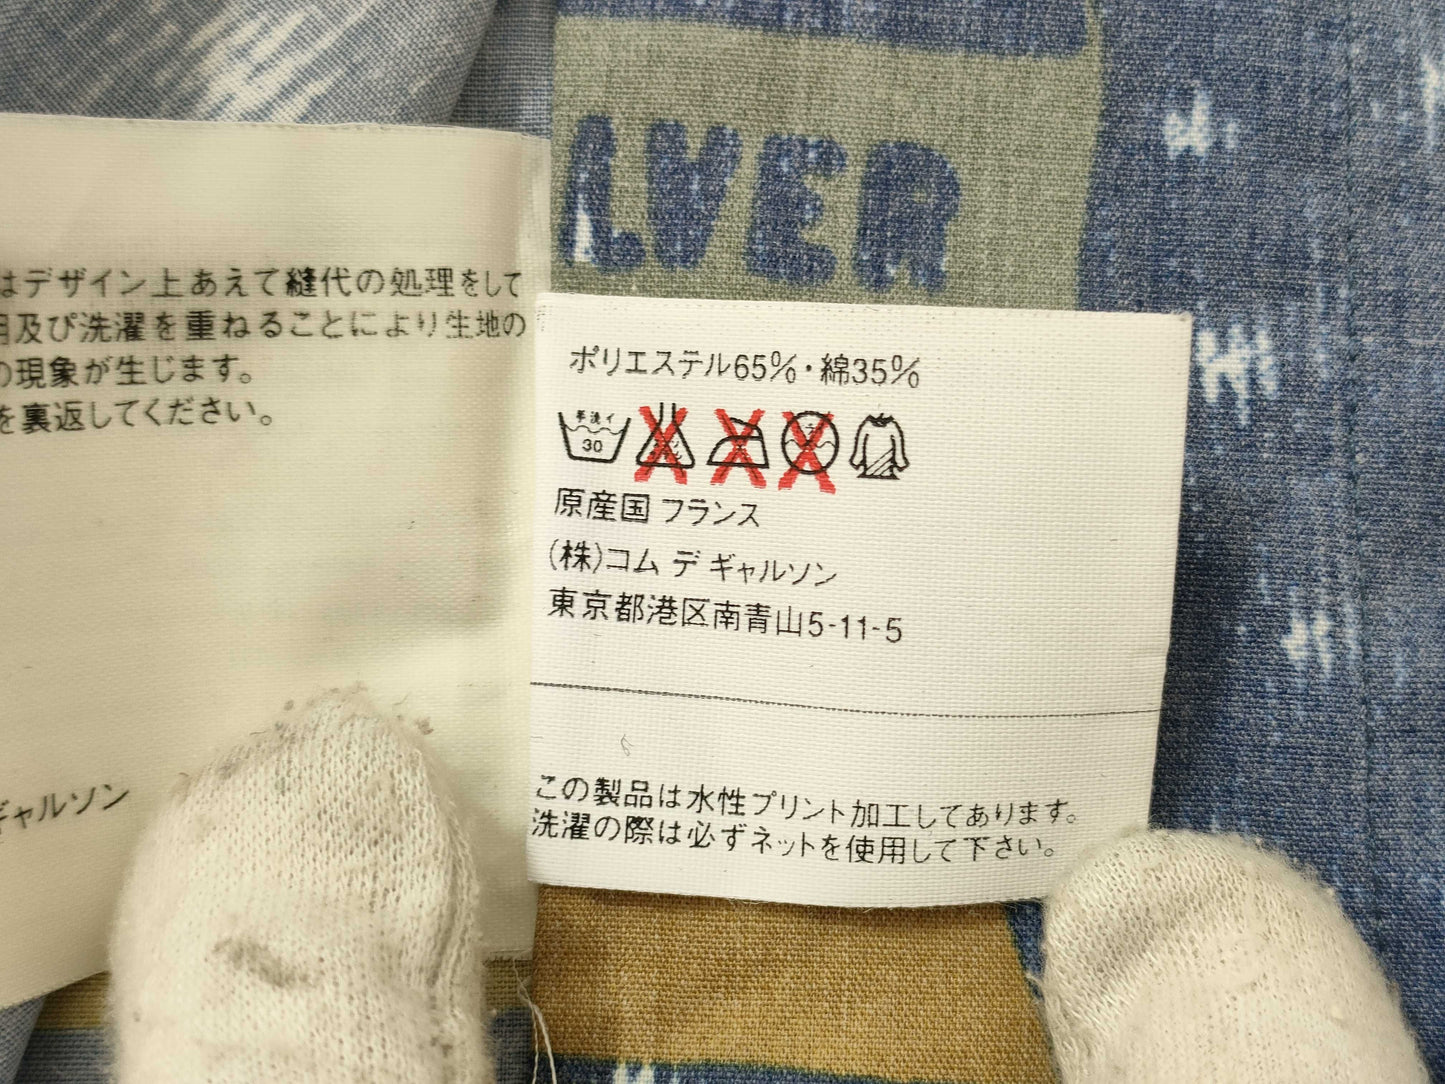 LVER
はデザイン上あえて縫代の処理をして
用及び洗濯を重ねることにより生地の
の現象が生じます。
を裏返してください。
ギャルソン
ポリエステル65%・綿35%
手洗イ
30
原産国 フランス
(株)コム デ ギャルソン
東京都港区南青山5-11-5
この製品は水性プリント加工してあります。
洗濯の際は必ずネットを使用して下さい。